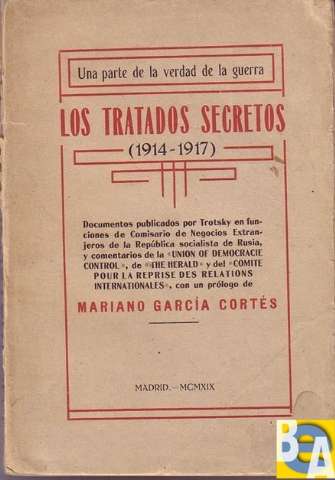 Una parte de la verdad de la guerra
LOS TRATADOS SECRETOS
(1914-1917)
Documentos publicados por Trotsky en fun-
ciones de Comisario de Negocios Extran-
jeros de la República socialista de Rusia,
y comentarios de la «UNION OF DEMOCRACIE
CONTROL», de «THE HERALD» y del «COMITE
POUR LA REPRISE DES RELATIONS
INTERNATIONALES», con un prólogo de
MARIANO GARCÍA CORTÉS
MADRID.—MCMXIX
BEA